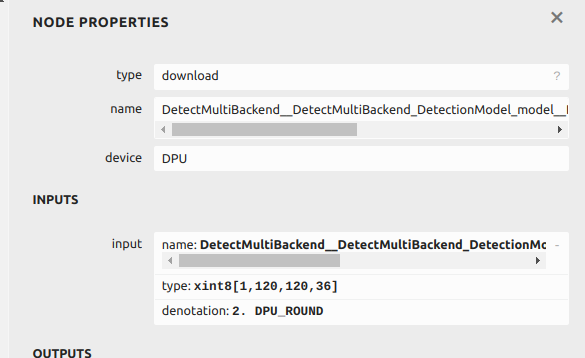 NODE PROPERTIES
type download ?
name DetectMultiBackend__DetectMultiBackend_DetectionModel_model__
device DPU
INPUTS
input name: DetectMultiBackend__DetectMultiBackend_DetectionMo -
type: xint8[1,120,120,36]
denotation: 2. DPU_ROUND
OUTPUTS